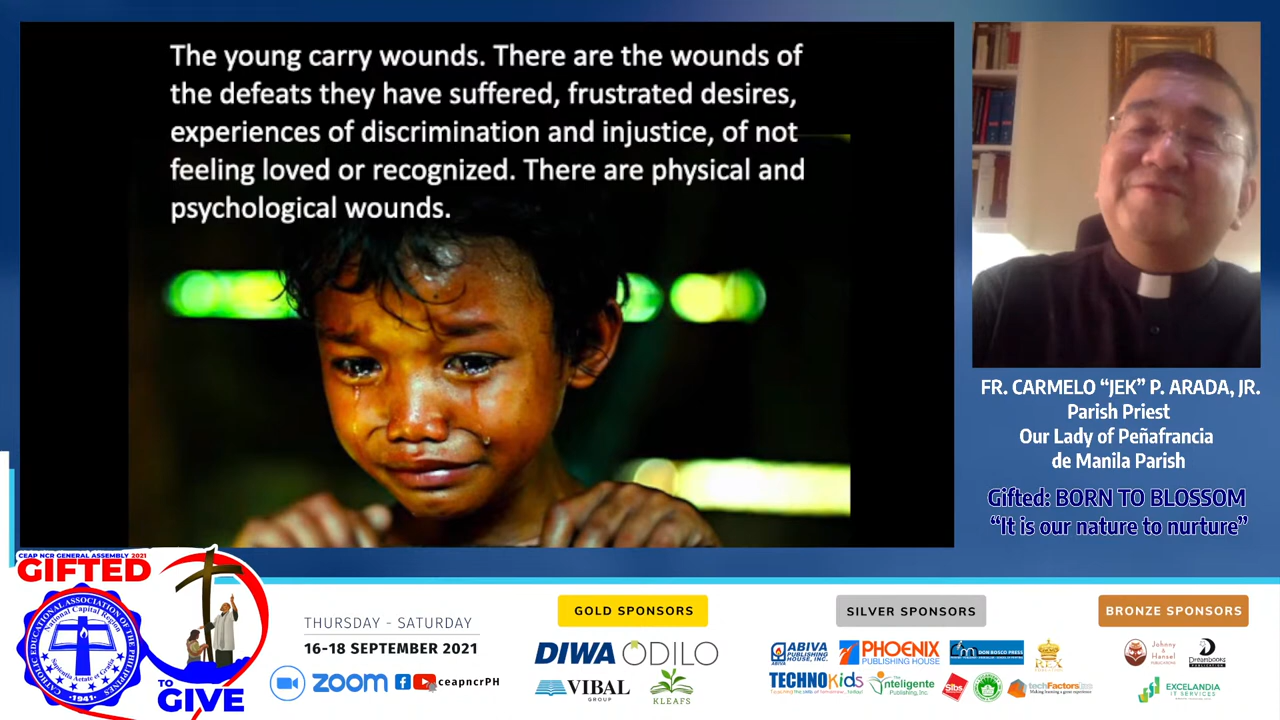 The young carry wounds. There are the wounds of
the defeats they have suffered, frustrated desires,
experiences of discrimination and injustice, of not
feeling loved or recognized. There are physical and
psychological wounds.
FR. CARMELO “JEK” P. ARADA, JR.
Parish Priest
Our Lady of Peñafrancia
de Manila Parish
Gifted: BORN TO BLOSSOM
“It is our nature to nurture”
CEAP NCR GENERAL ASSEMBLY 2021
GIFTED
TO
GIVE
CATHOLIC EDUCATIONAL ASSOCIATION OF THE PHILIPPINES
National Capital Region
1941
THURSDAY - SATURDAY
16-18 SEPTEMBER 2021
zoom
ceapncrPH
GOLD SPONSORS
DIWA
ODILO
VIBAL
GROUP
KLEAFS
SILVER SPONSORS
ABIVA
PUBLISHING
HOUSE, INC.
ABIVA
PHOENIX
PUBLISHING HOUSE
DON BOSCO PRESS
REX
TECHNOKids
The
Inteligente
Publishing, Inc.
Sibs
techFactors Inc.
BRONZE SPONSORS
Johnny
&
Hansel
PUBLICATIONS
Dreambooks
EXCELANDIA
IT SERVICES